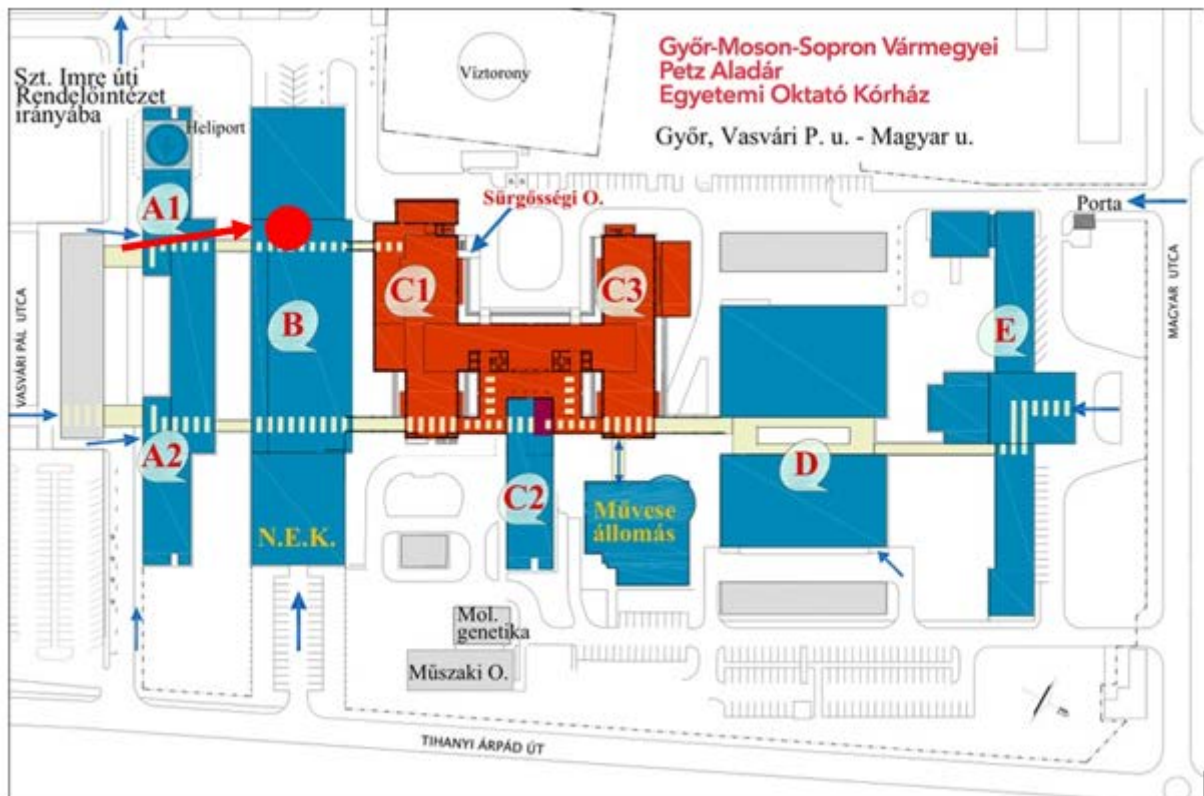 Győr-Moson-Sopron Vármegyei
Petz Aladár
Egyetemi Oktató Kórház
Győr, Vasvári P. u. - Magyar u.
Szt. Imre úti
Rendelőintézet
irányába
Heliport
Víztorony
Sürgősségi O.
Porta
A1
A2
B
C1
C3
C2
D
E
N.E.K.
Művese
állomás
Mol.
genetika
Műszaki O.
VASVÁRI PÁL UTCA
MAGYAR UTCA
TIHANYI ÁRPÁD ÚT